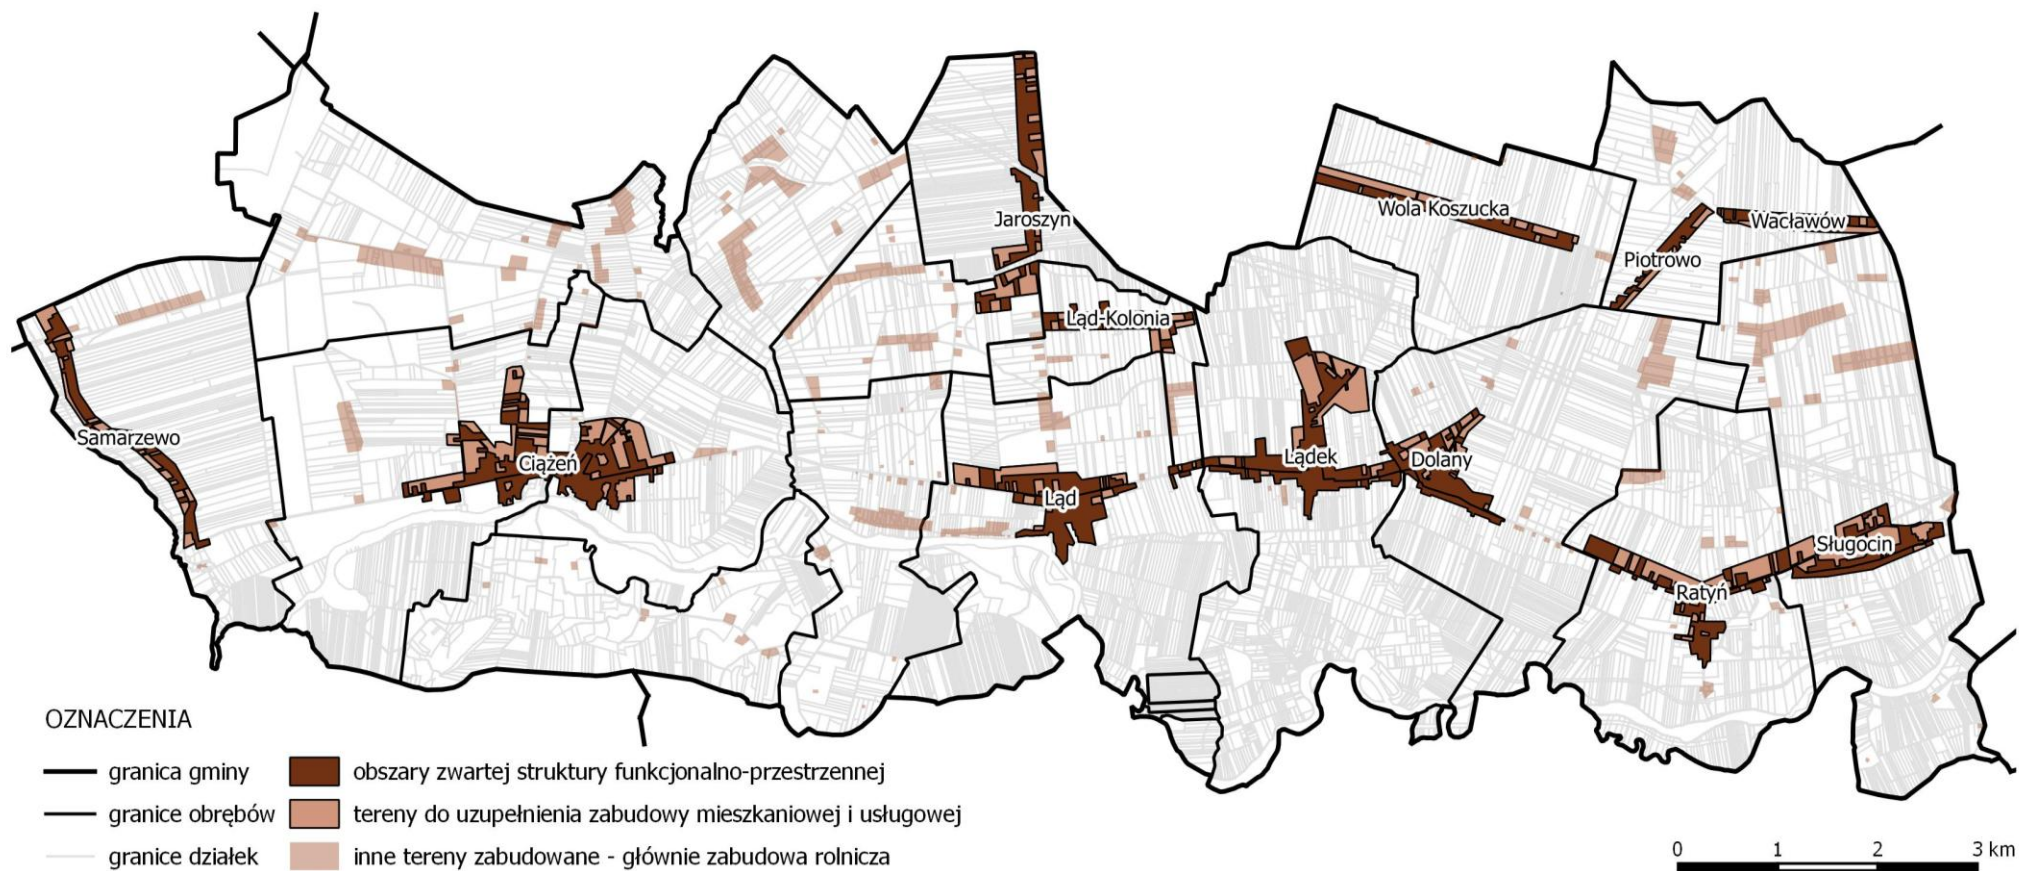 Jaroszyn
Wola Koszucka
Wacławów
Piotrowo
Ląd-Kolonia
Samarzewo
Ciążeń
Lądek
Dolany
Ląd
Sługocin
Ratyń
OZNACZENIA
granica gminy
obszary zwartej struktury funkcjonalno-przestrzennej
granice obrębów
tereny do uzupełnienia zabudowy mieszkaniowej i usługowej
granice działek
inne tereny zabudowane - głównie zabudowa rolnicza
0 1 2 3 km